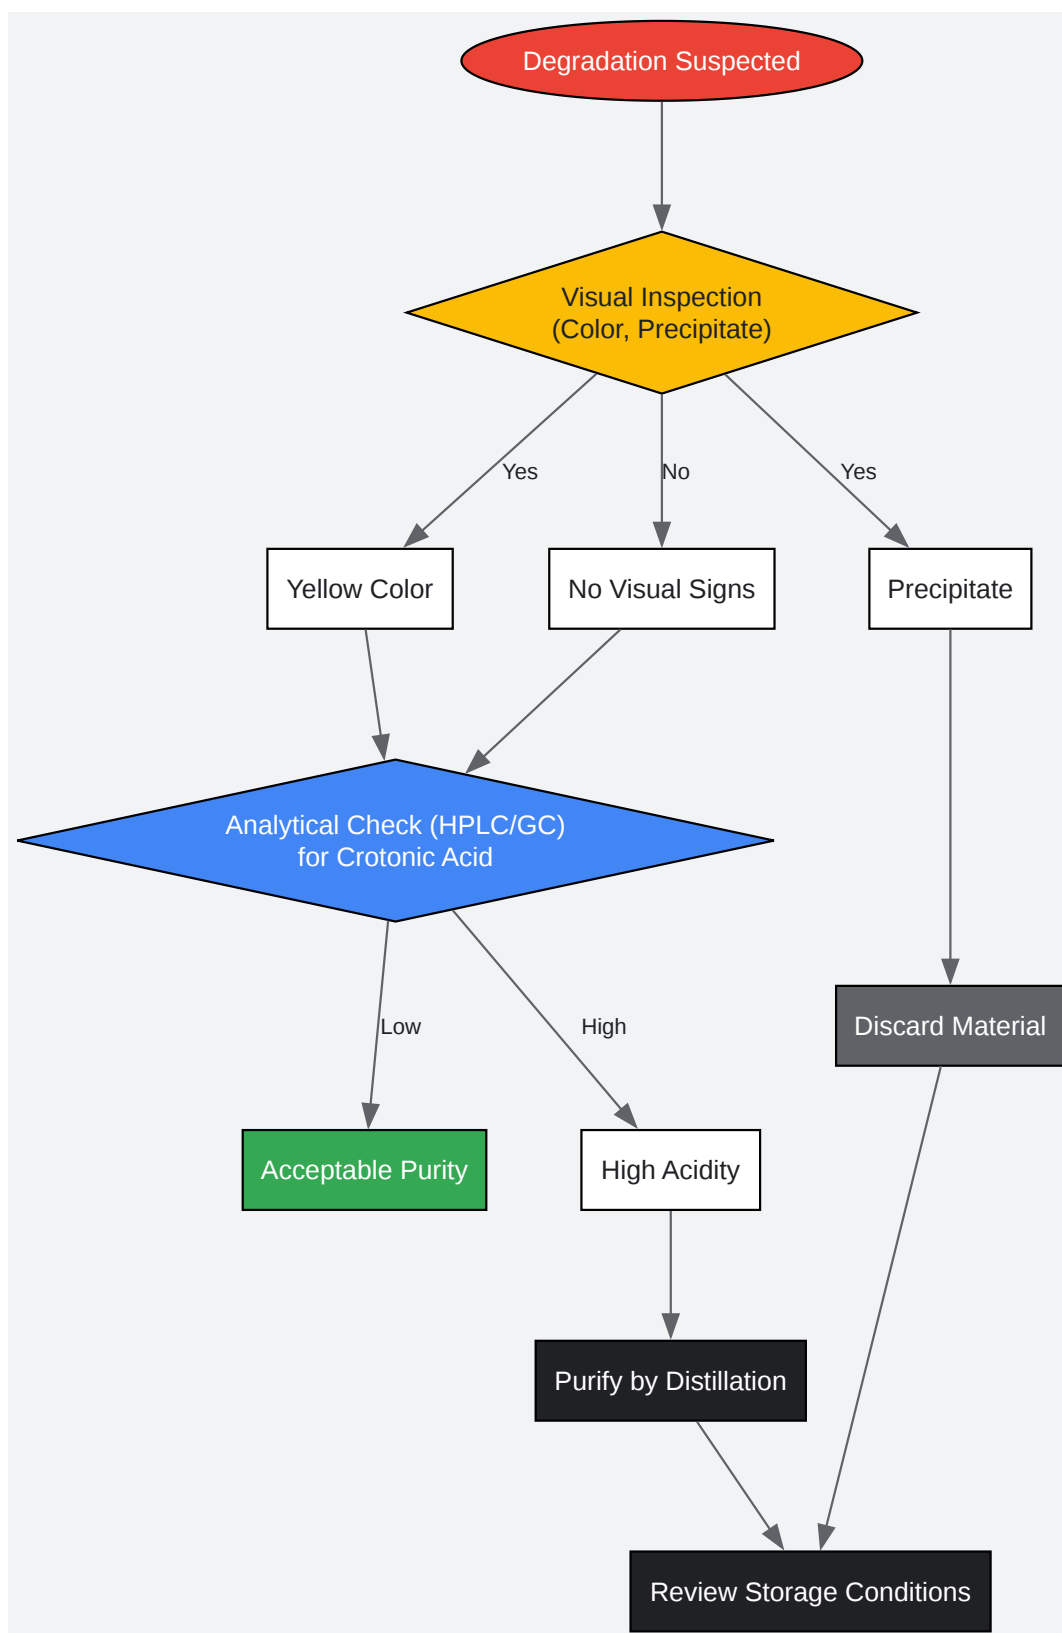 Degradation Suspected
Visual Inspection
(Color, Precipitate)
Yes
No
Yes
Yellow Color
No Visual Signs
Precipitate
Analytical Check (HPLC/GC)
for Crotonic Acid
Low
High
Discard Material
Acceptable Purity
High Acidity
Purify by Distillation
Review Storage Conditions